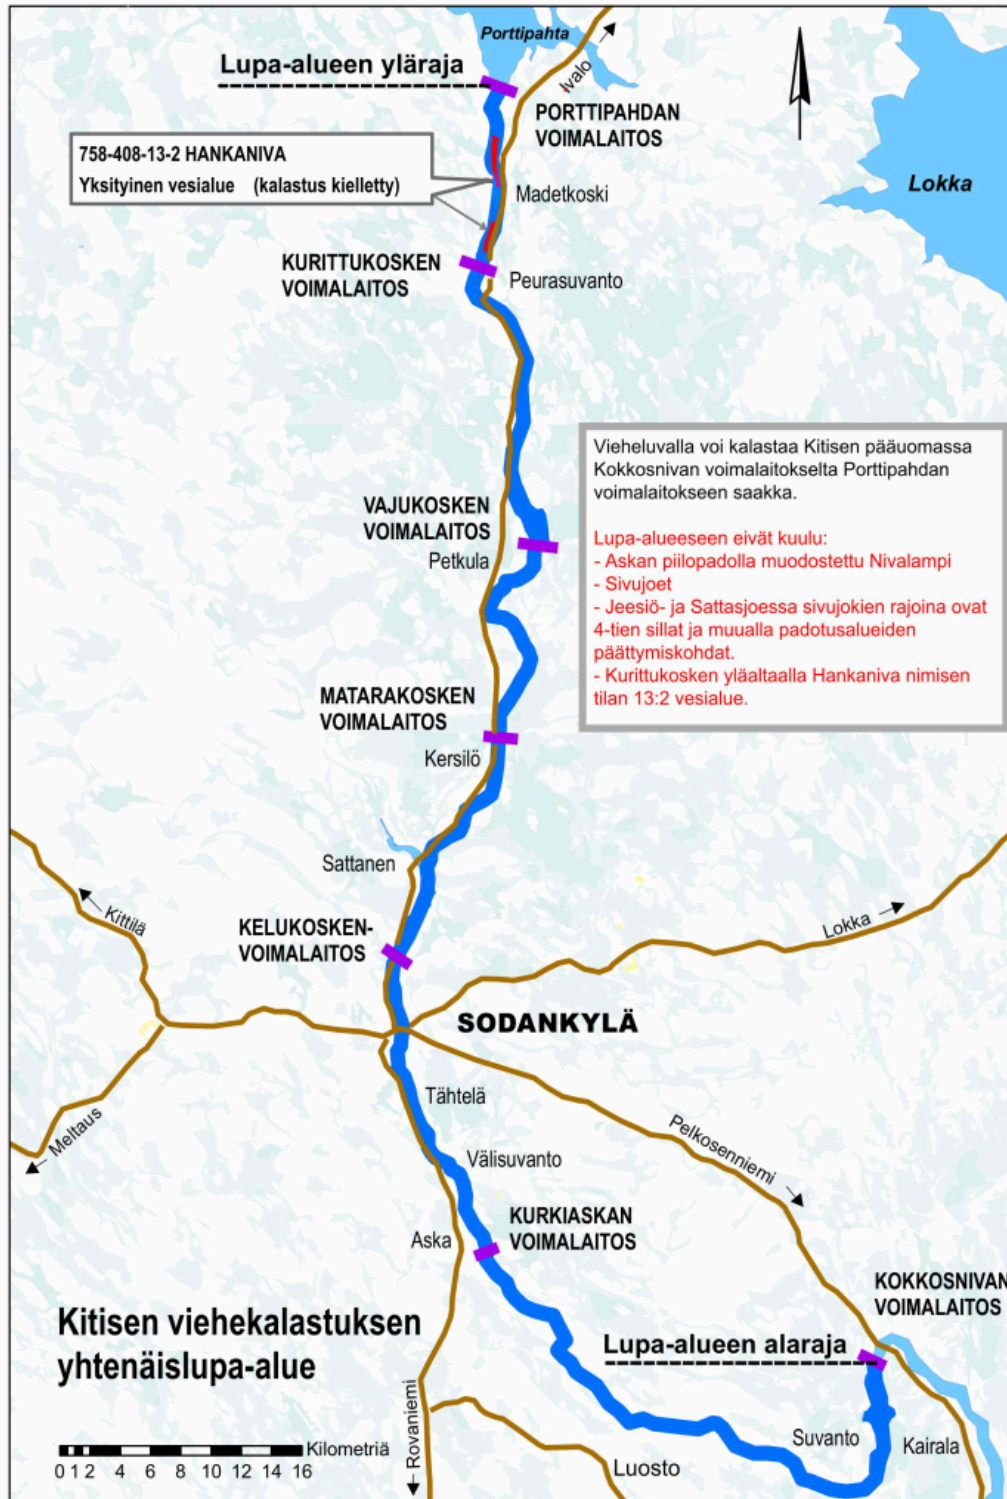 Porttipahta
Lupa-alueen yläraja
Ivalo
PORTTIPAHDAN
VOIMALAITOS
758-408-13-2 HANKANIVA
Yksityinen vesialue (kalastus kielletty)
Madetkoski
Lokka
KURITTUKOSKEN
VOIMALAITOS
Peurasuvanto
Vieheluvalla voi kalastaa Kitisen pääuomassa
Kokkosnivan voimalaitokselta Porttipahdan
voimalaitokseen saakka.
Lupa-alueeseen eivät kuulu:
- Askan piilopadolla muodostettu Nivalampi
- Sivujoet
- Jeesiö- ja Sattasjoessa sivujokien rajoina ovat
4-tien sillat ja muualla padotusalueiden
päättymiskohdat.
- Kurittukosken yläaltaalla Hankaniva nimisen
tilan 13:2 vesialue.
VAJUKOSKEN
VOIMALAITOS
Petkula
MATARAKOSKEN
VOIMALAITOS
Kersilö
Sattanen
Kittilä
Lokka
KELUKOSKEN-
VOIMALAITOS
SODANKYLÄ
Tähtelä
Meltaus
Pelkosenniemi
Välisuvanto
Aska
KURKIASKAN
VOIMALAITOS
KOKKOSNIVAN
VOIMALAITOS
Kitisen viehekalastuksen
yhtenäislupa-alue
Lupa-alueen alaraja
Rovaniemi
Suvanto
Kairala
Luosto
Kilometriä
0 1 2 4 6 8 10 12 14 16